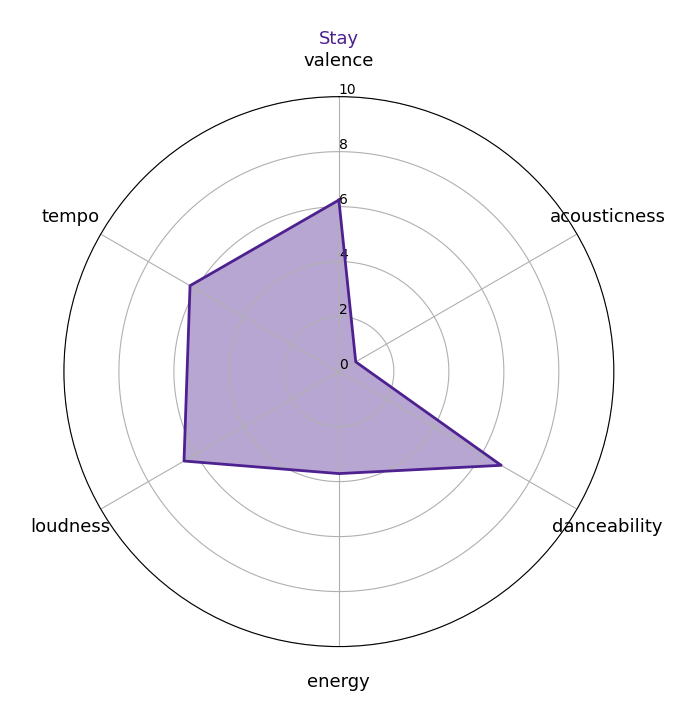 Stay
valence
10
8
tempo
acousticness
6
4
2
0
loudness
danceability
energy